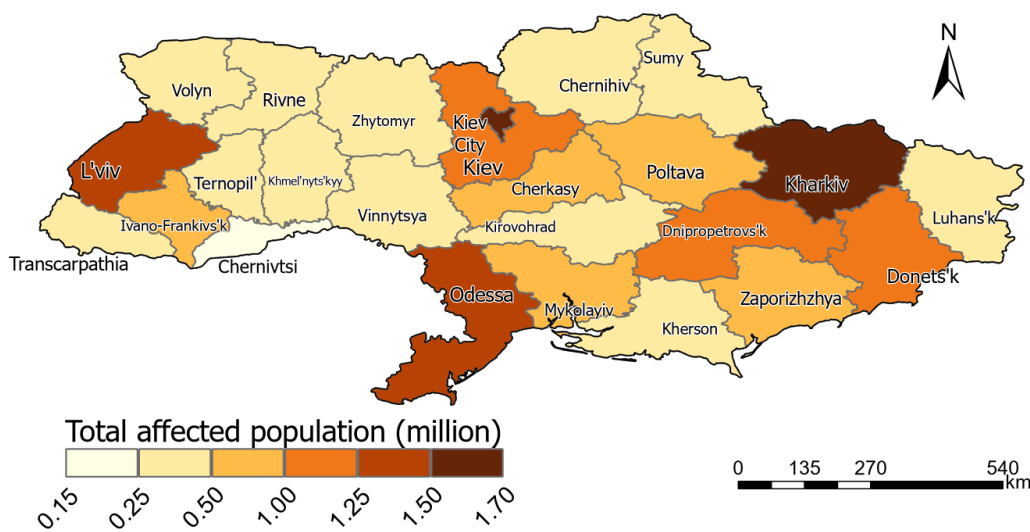 N
Sumy
Volyn
Rivne
Chernihiv
Zhytomyr
Kiev
City
Kiev
L'viv
Ternopil'
Khmel'nyts'kyy
Cherkasy
Poltava
Kharkiv
Ivano-Frankivs'k
Vinnytsya
Kirovohrad
Dnipropetrovs'k
Luhans'k
Transcarpathia
Chernivtsi
Odessa
Mykolayiv
Zaporizhzhya
Donets'k
Kherson
Total affected population (million)
0.15 0.25 0.50 1.00 1.25 1.50 1.70
0 135 270 540
km